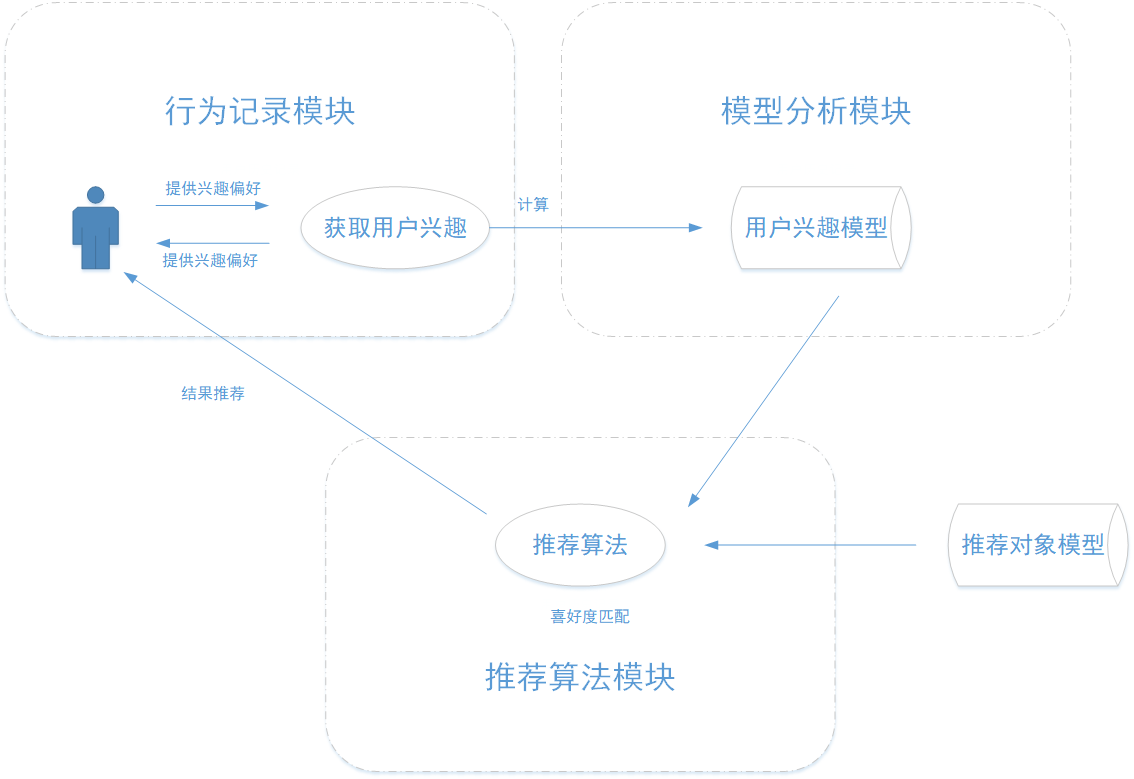 行为记录模块
模型分析模块
提供兴趣偏好
获取用户兴趣
计算
用户兴趣模型
提供兴趣偏好
结果推荐
推荐算法
推荐对象模型
喜好度匹配
推荐算法模块